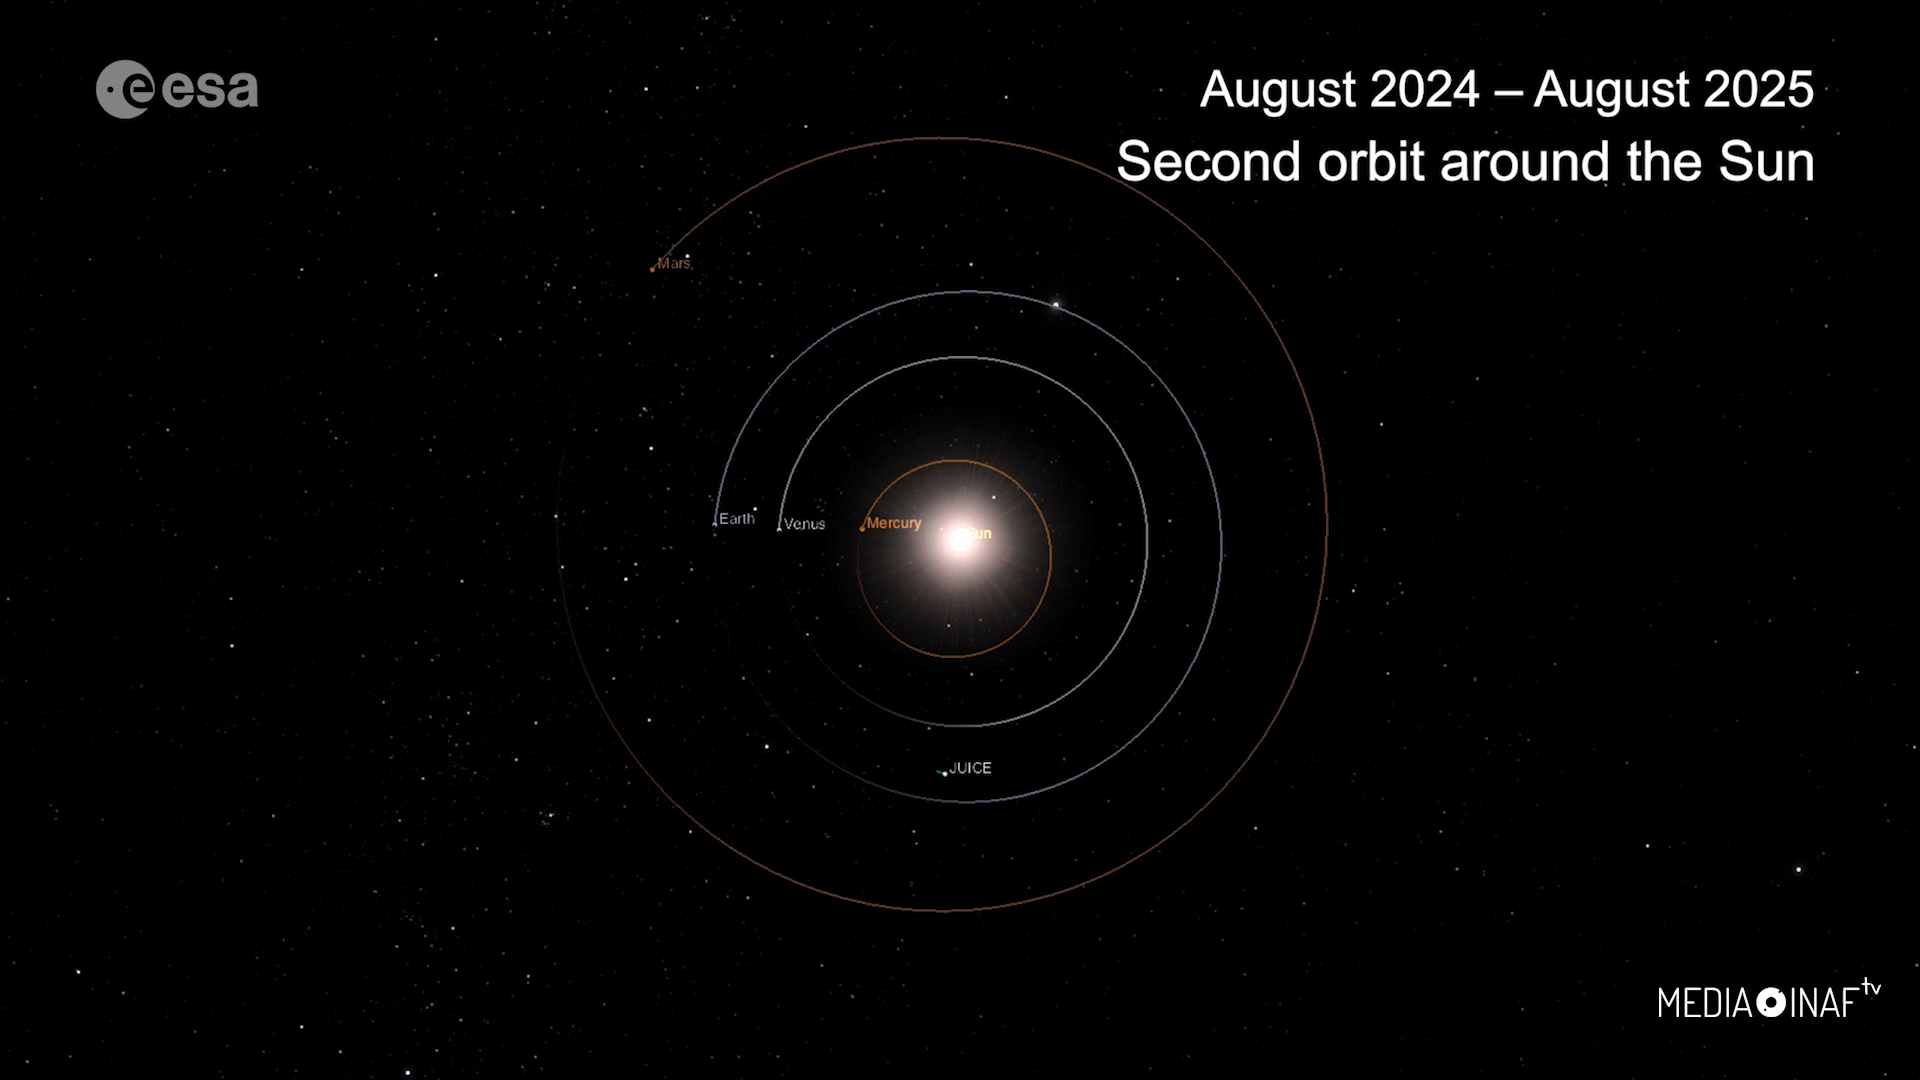 esa
August 2024 – August 2025
Second orbit around the Sun
Mars
Earth
Venus
Mercury
Sun
JUICE
MEDIA INAF tv